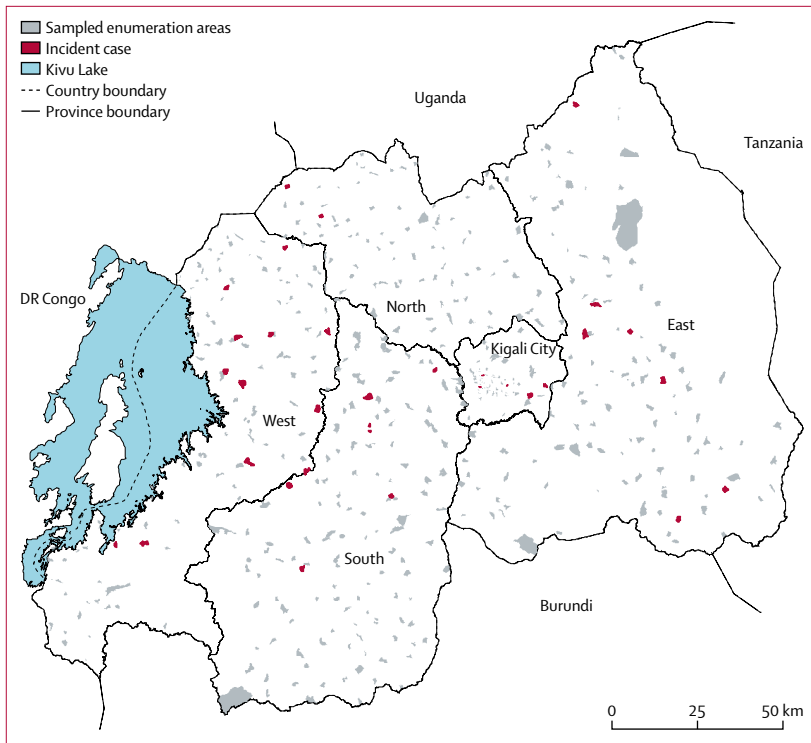 Sampled enumeration areas
Incident case
Kivu Lake
Country boundary
Province boundary
Uganda
Tanzania
DR Congo
North
Kigali City
East
West
South
Burundi
0 25 50 km